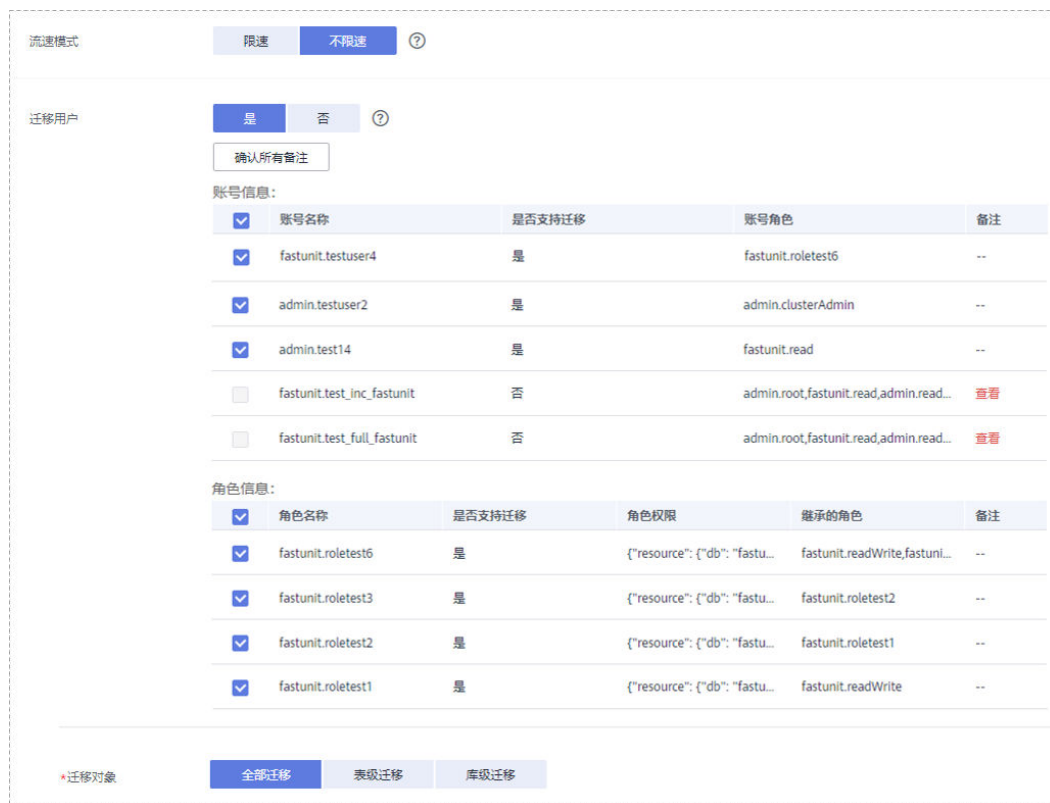 流速模式 限速 不限速 ?
迁移用户 是 否 ?
确认所有备注
账号信息:
账号名称 是否支持迁移 账号角色 备注
fastunit.testuser4 是 fastunit.roletest6 --
admin.testuser2 是 admin.clusterAdmin --
admin.test14 是 fastunit.read --
fastunit.test_inc_fastunit 否 admin.root,fastunit.read,admin.read... 查看
fastunit.test_full_fastunit 否 admin.root,fastunit.read,admin.read... 查看
角色信息:
角色名称 是否支持迁移 角色权限 继承的角色 备注
fastunit.roletest6 是 {"resource": {"db": "fastu... fastunit.readWrite,fastuni... --
fastunit.roletest3 是 {"resource": {"db": "fastu... fastunit.roletest2 --
fastunit.roletest2 是 {"resource": {"db": "fastu... fastunit.roletest1 --
fastunit.roletest1 是 {"resource": {"db": "fastu... fastunit.readWrite --
*迁移对象 全部迁移 表级迁移 库级迁移